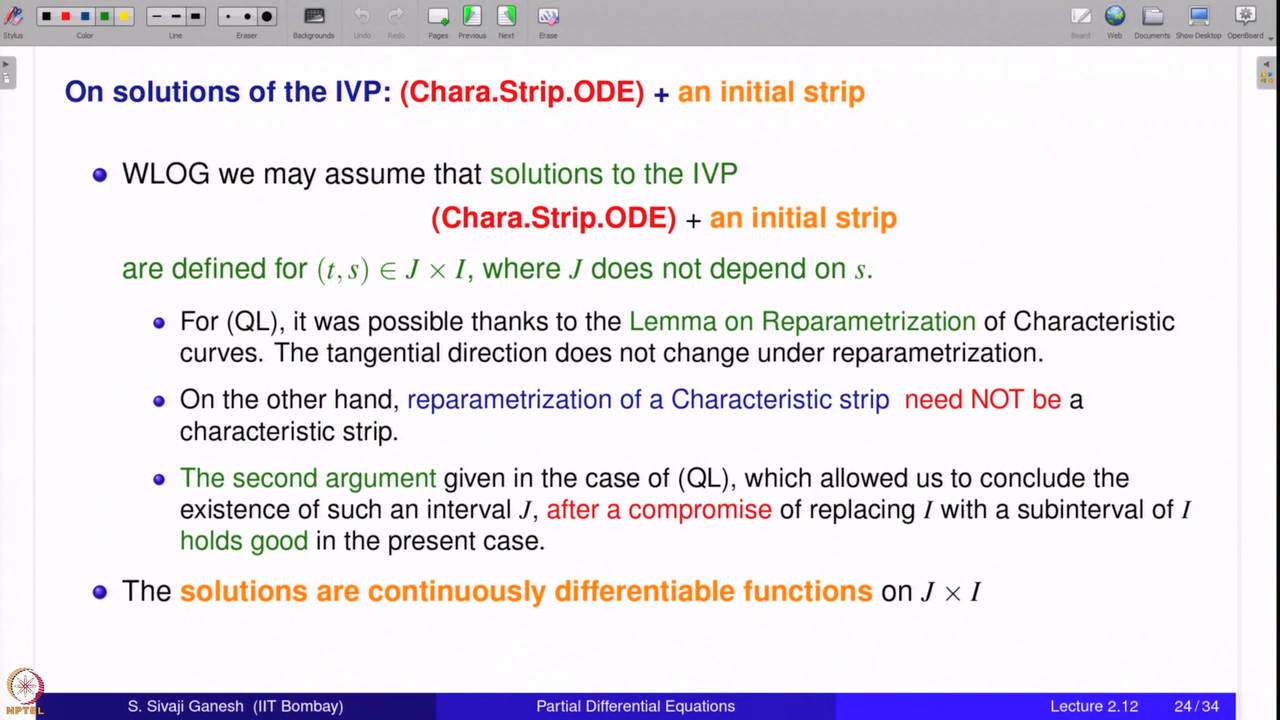 Stylus Color Line Eraser Backgrounds Undo Redo Pages Previous Next Erase Board Web Documents Show Desktop OpenBoard
On solutions of the IVP: (Chara.Strip.ODE) + an initial strip
WLOG we may assume that solutions to the IVP
(Chara.Strip.ODE) + an initial strip
are defined for (t, s) ∈ J × I, where J does not depend on s.
For (QL), it was possible thanks to the Lemma on Reparametrization of Characteristic
curves. The tangential direction does not change under reparametrization.
On the other hand, reparametrization of a Characteristic strip need NOT be a
characteristic strip.
The second argument given in the case of (QL), which allowed us to conclude the
existence of such an interval J, after a compromise of replacing I with a subinterval of I
holds good in the present case.
The solutions are continuously differentiable functions on J × I
NPTEL
S. Sivaji Ganesh (IIT Bombay) Partial Differential Equations Lecture 2.12 24 / 34